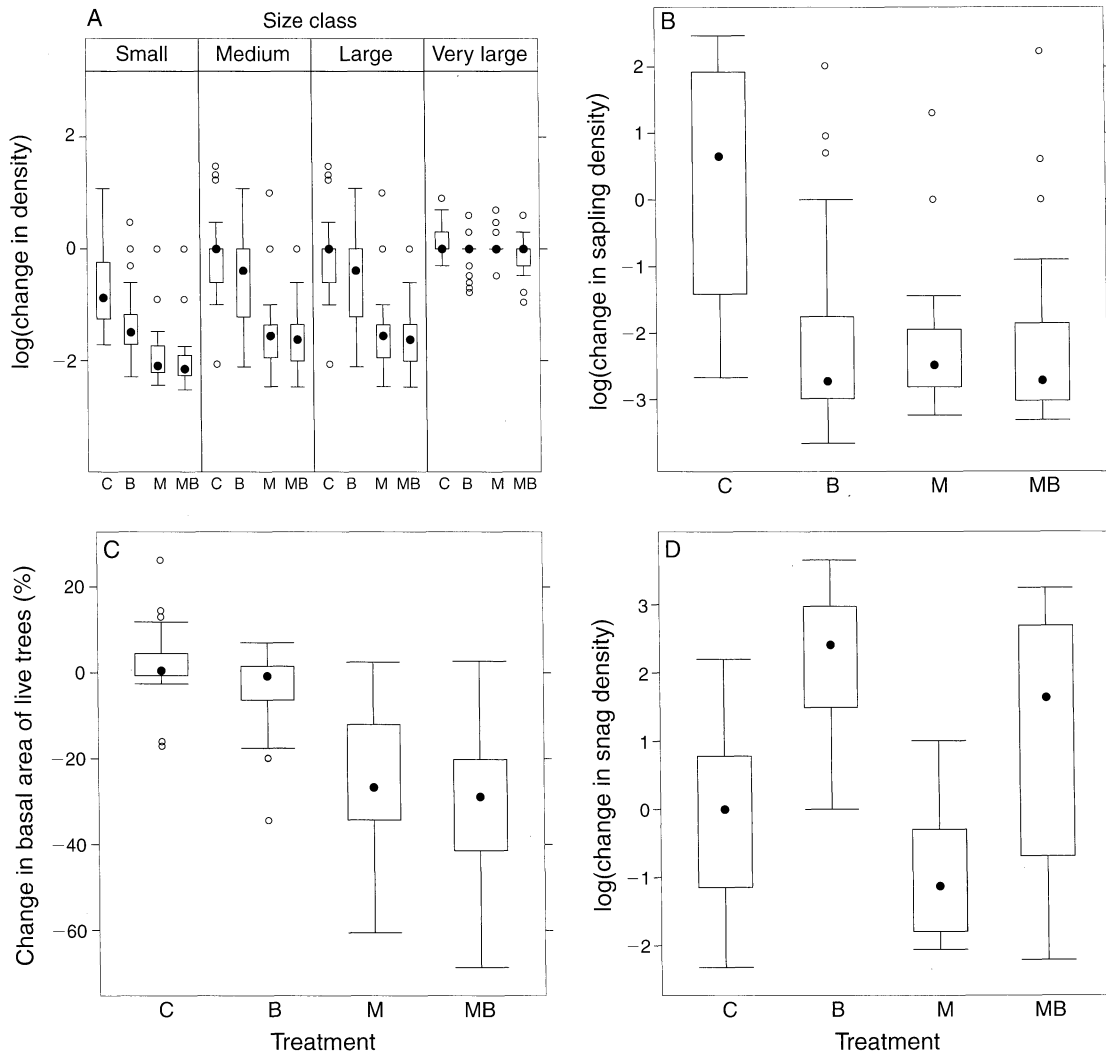 A
Size class
Small Medium Large Very large
log(change in density)
2
0
−2
C B M MB C B M MB C B M MB C B M MB
B
log(change in sapling density)
2
1
0
−1
−2
−3
C B M MB
C
Change in basal area of live trees (%)
20
0
−20
−40
−60
C B M MB
Treatment
D
log(change in snag density)
3
2
1
0
−1
−2
C B M MB
Treatment